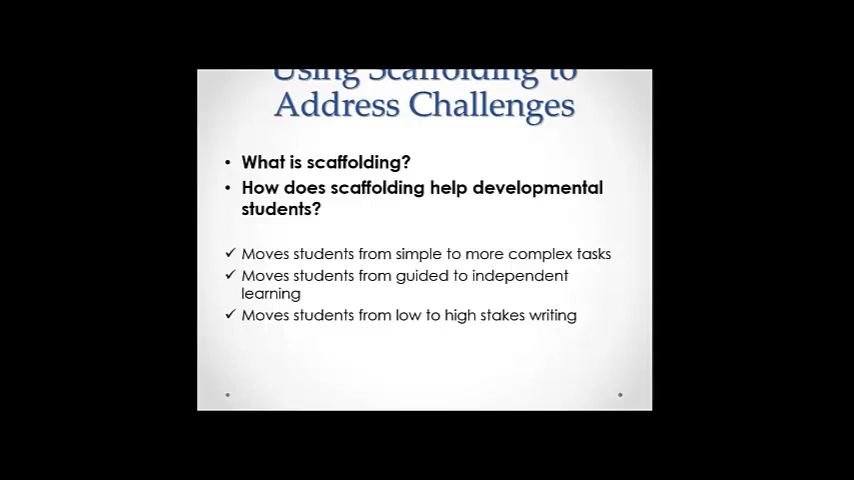 Using Scaffolding to
Address Challenges
• What is scaffolding?
• How does scaffolding help developmental
students?
✓ Moves students from simple to more complex tasks
✓ Moves students from guided to independent
learning
✓ Moves students from low to high stakes writing